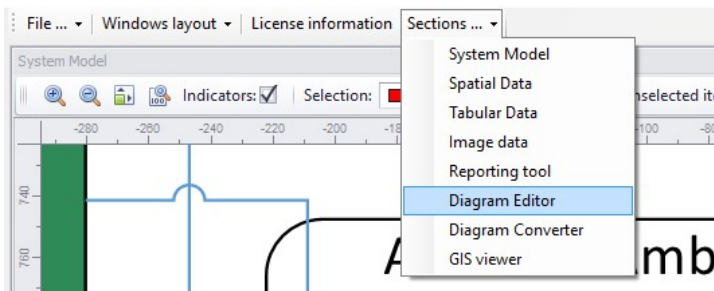 File ... Windows layout License information Sections ...
System Model
System Model
Spatial Data
Tabular Data
Image data
Reporting tool
Diagram Editor
Diagram Converter
GIS viewer
Indicators: Selection:
-280 -260 -240 -220 -200
-100
740
760